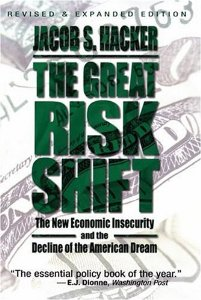 REVISED & EXPANDED EDITION
JACOB S. HACKER
THE GREAT
RISK
SHIFT
The New Economic Insecurity
and the
Decline of the American Dream
"The essential policy book of the year."
— E.J. Dionne, Washington Post